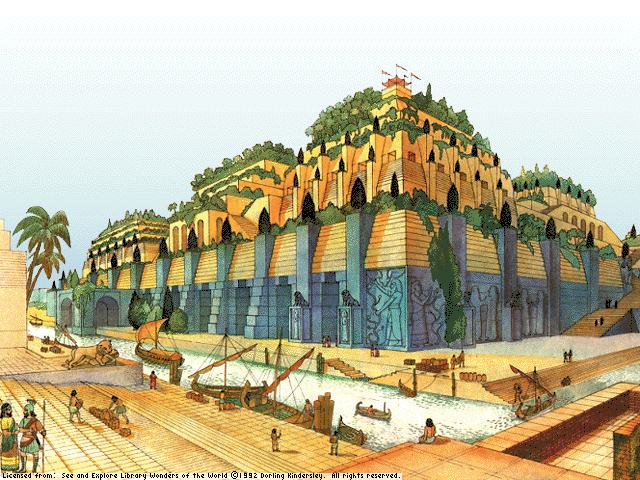 Licensed from: See and Explore Library Wonders of the World ©1992 Dorling Kindersley. All rights reserved.